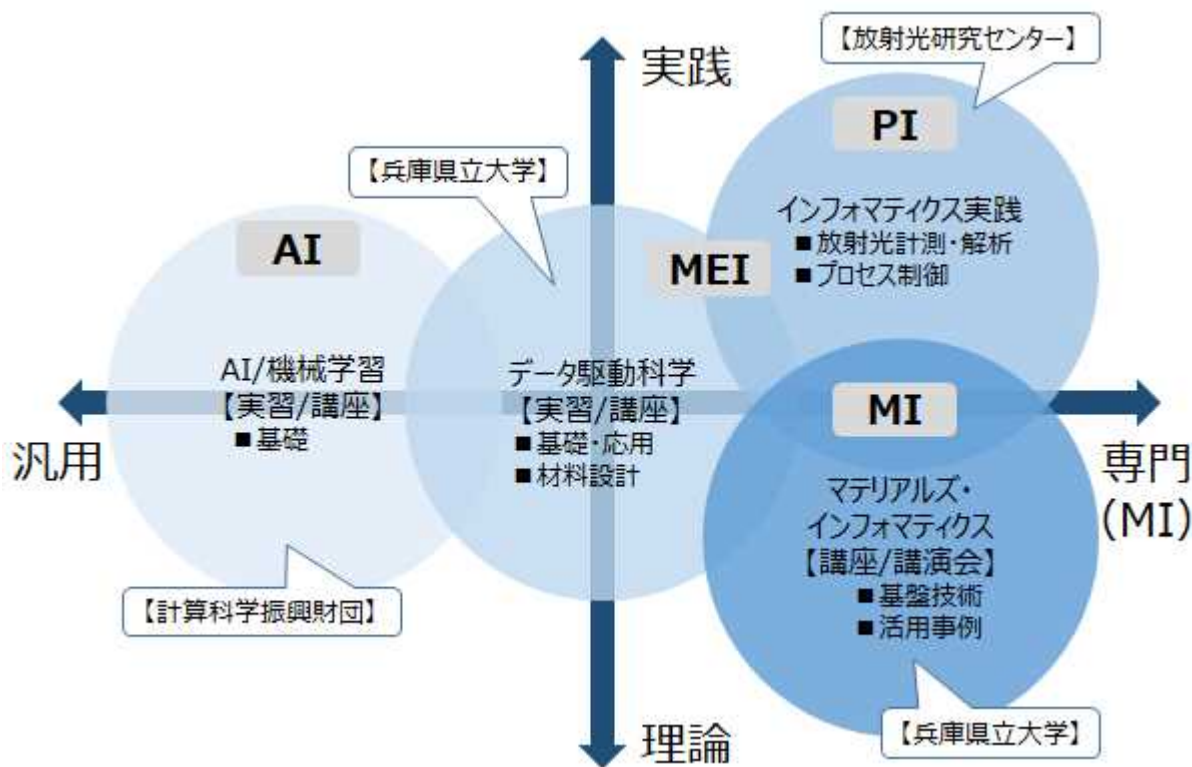 【放射光研究センター】
実践
PI
【兵庫県立大学】
インフォマティクス実践
■放射光計測・解析
■プロセス制御
AI
MEI
AI/機械学習
【実習/講座】
■基礎
データ駆動科学
【実習/講座】
■基礎・応用
■材料設計
MI
汎用
専門
(MI)
マテリアルズ・
インフォマティクス
【講座/講演会】
■基盤技術
■活用事例
【計算科学振興財団】
【兵庫県立大学】
理論